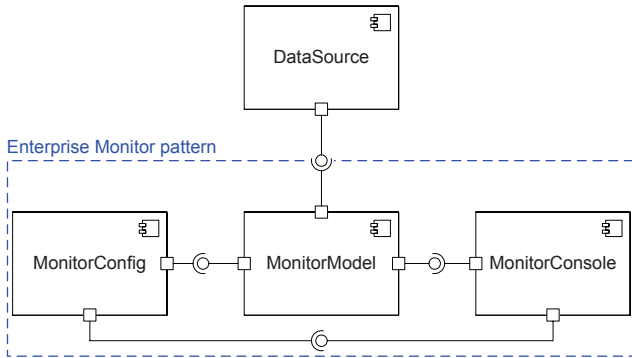 DataSource
Enterprise Monitor pattern
MonitorConfig
MonitorModel
MonitorConsole